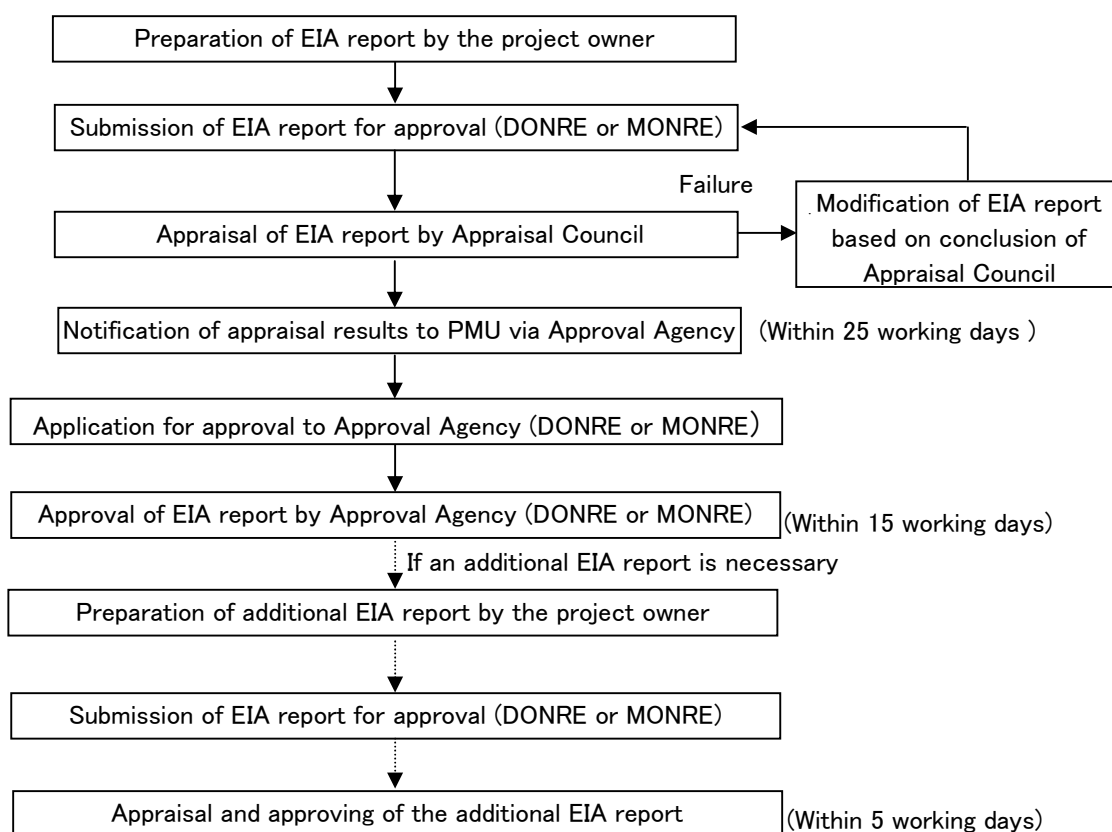 Preparation of EIA report by the project owner
Submission of EIA report for approval (DONRE or MONRE)
Failure
Modification of EIA report
based on conclusion of
Appraisal Council
Appraisal of EIA report by Appraisal Council
Notification of appraisal results to PMU via Approval Agency
(Within 25 working days )
Application for approval to Approval Agency (DONRE or MONRE)
Approval of EIA report by Approval Agency (DONRE or MONRE)
(Within 15 working days)
If an additional EIA report is necessary
Preparation of additional EIA report by the project owner
Submission of EIA report for approval (DONRE or MONRE)
Appraisal and approving of the additional EIA report
(Within 5 working days)